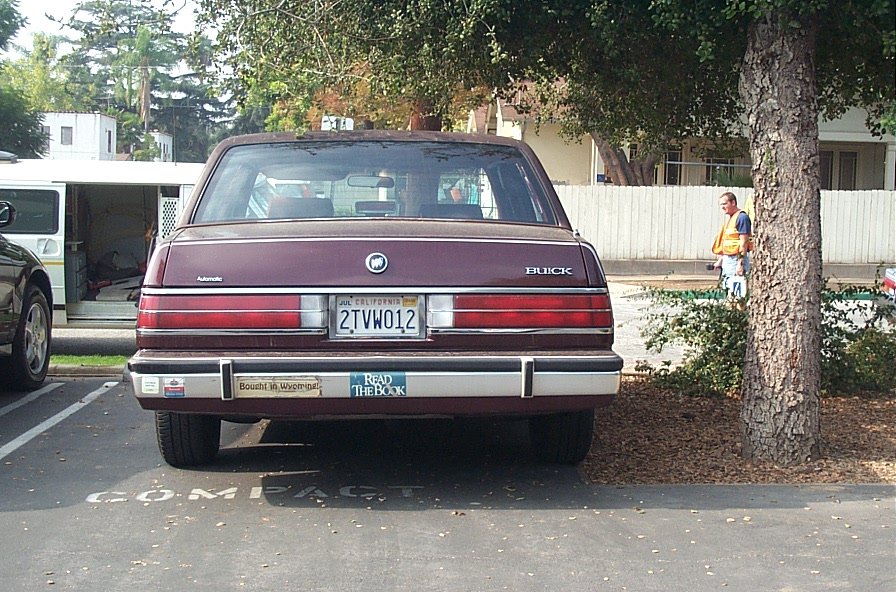 Automatic
BUICK
JUL CALIFORNIA
2TVW012
Bought in Wyoming!
READ
THE BOOK
COMPACT